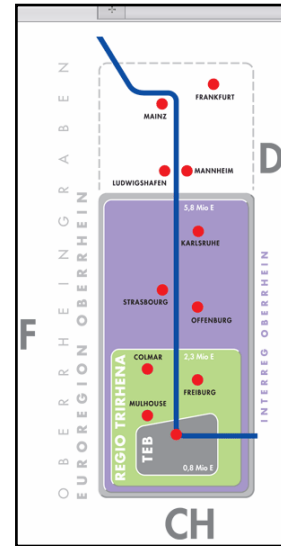 FRANKFURT
MAINZ
D
LUDWIGSHAFEN
MANNHEIM
5,8 Mio E
KARLSRUHE
STRASBOURG
OFFENBURG
F
COLMAR
2,3 Mio E
FREIBURG
MULHOUSE
TEB
0,8 Mio E
CH
OBERRHEINGRABEN
EUROREGION OBERRHEIN
REGIO TRIRHENA
INTERREG OBERRHEIN